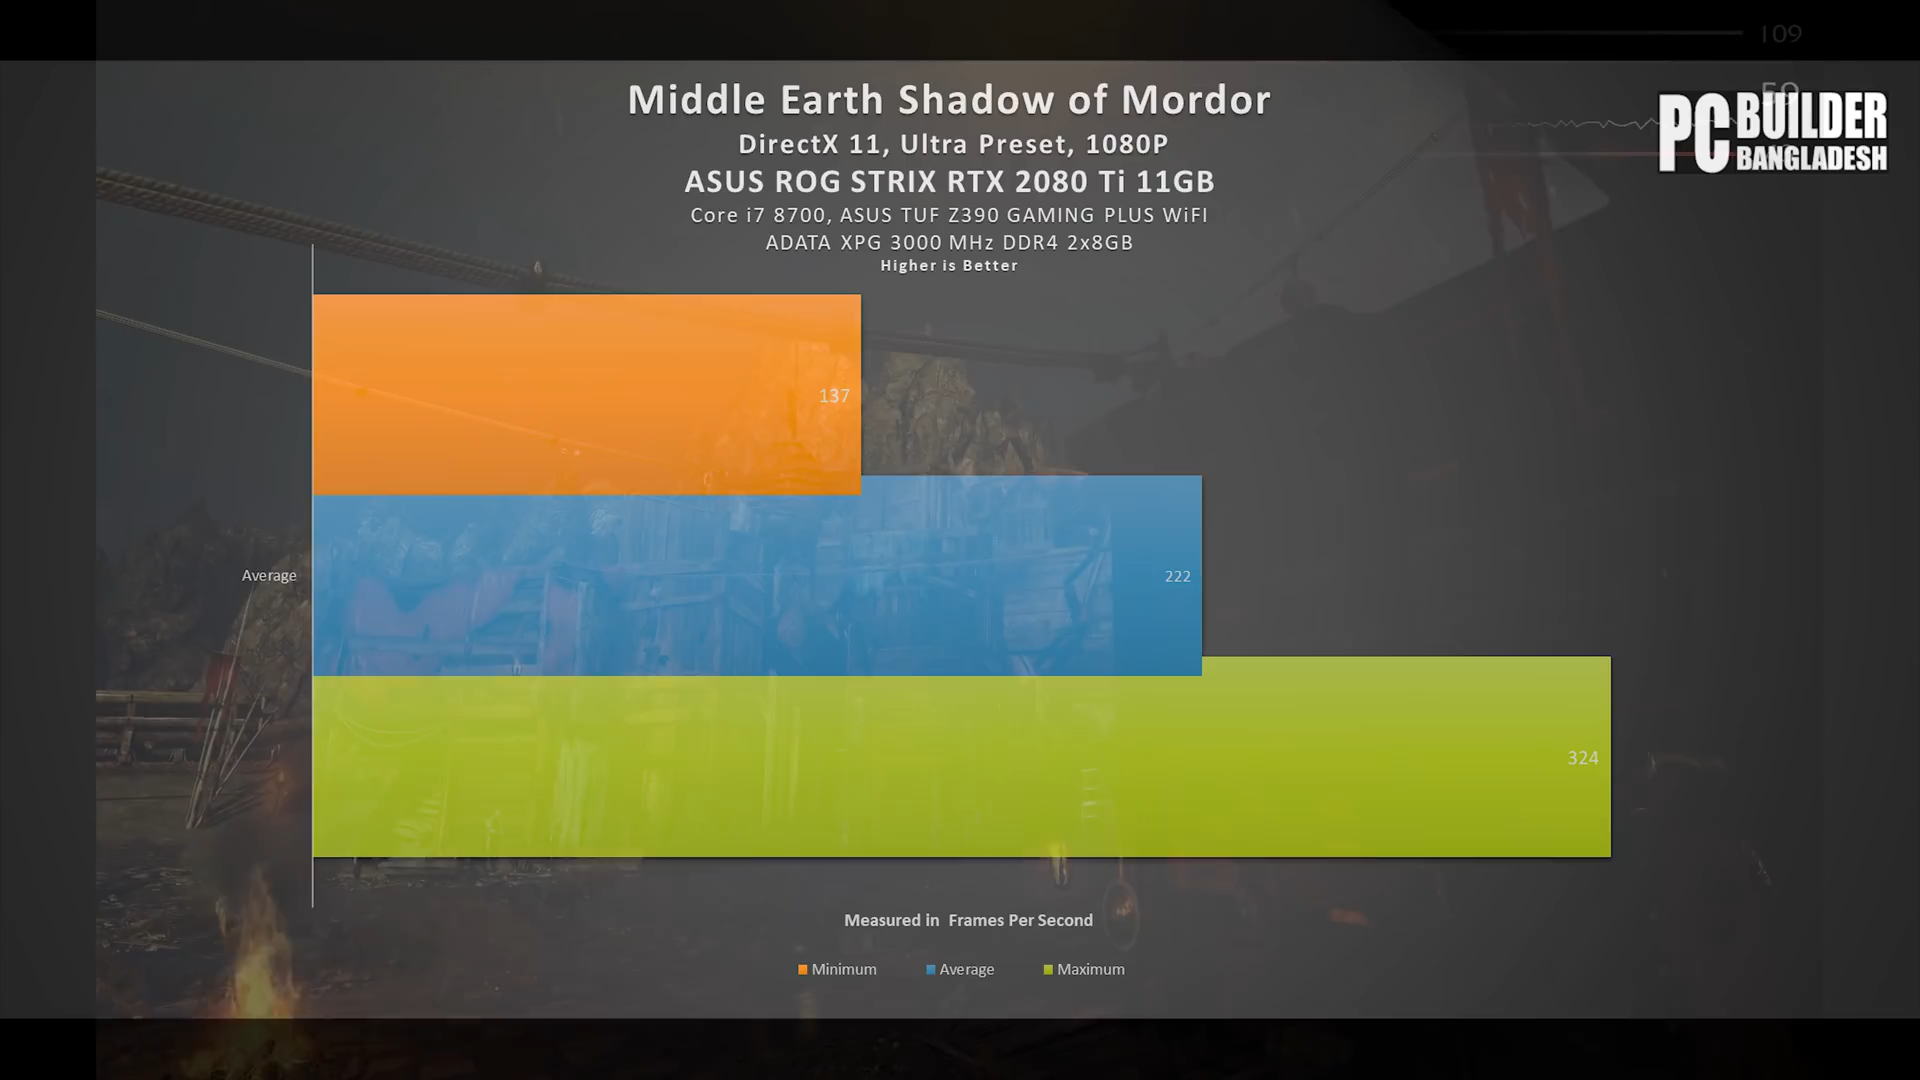 109
59
Middle Earth Shadow of Mordor
PC BUILDER
BANGLADESH
DirectX 11, Ultra Preset, 1080P
ASUS ROG STRIX RTX 2080 Ti 11GB
Core i7 8700, ASUS TUF Z390 GAMING PLUS WiFI
ADATA XPG 3000 MHz DDR4 2x8GB
Higher is Better
137
Average
222
324
Measured in Frames Per Second
Minimum
Average
Maximum